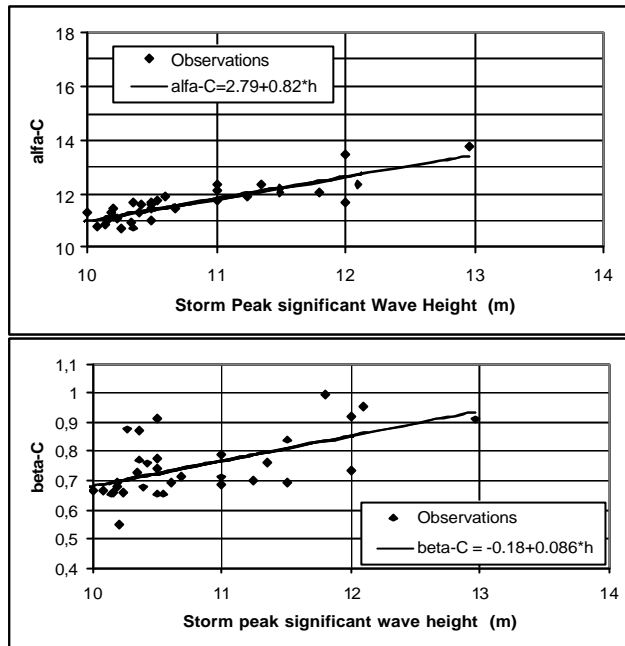 18
16
14
12
10
alfa-C
Observations
alfa-C=2.79+0.82*h
10 11 12 13 14
Storm Peak significant Wave Height (m)
1,1
1
0,9
0,8
0,7
0,6
0,5
0,4
beta-C
Observations
beta-C = -0.18+0.086*h
10 11 12 13 14
Storm peak significant wave height (m)